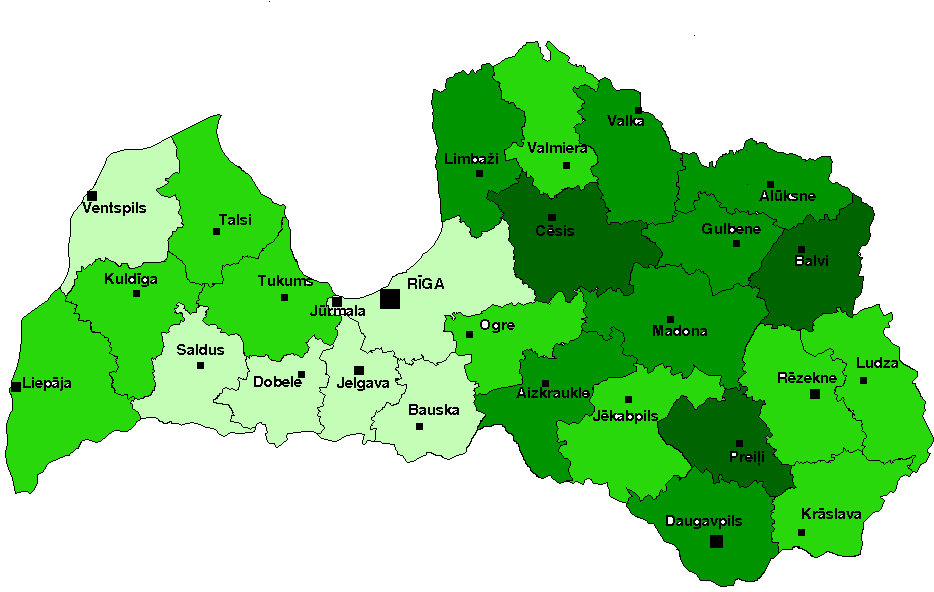 Valka
Valmiera
Limbaži
Alūksne
Ventspils
Talsi
Cēsis
Gulbene
Balvi
Kuldīga
Tukums
RĪGA
Jūrmala
Ogre
Madona
Saldus
Ludza
Rēzekne
Liepāja
Dobele
Jelgava
Aizkraukle
Bauska
Jēkabpils
Preiļi
Krāslava
Daugavpils